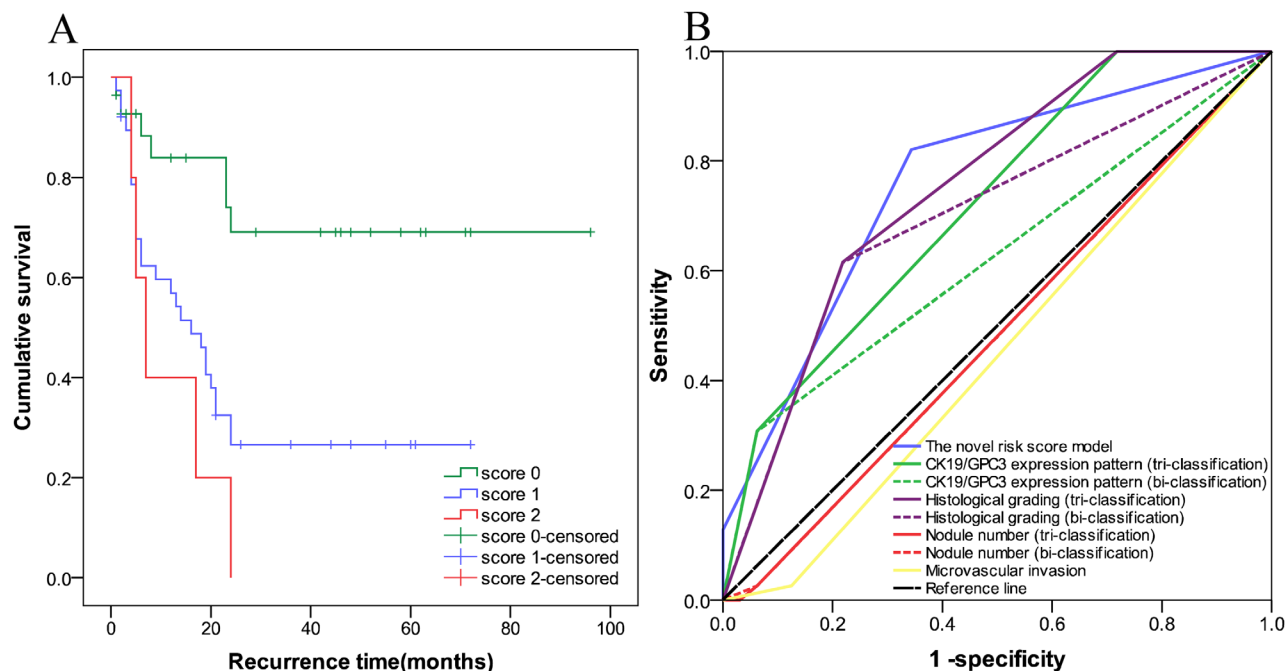 A
Cumulative survival
1.0
0.8
0.6
0.4
0.2
0.0
0
20
40
60
80
100
Recurrence time(months)
score 0
score 1
score 2
score 0-censored
score 1-censored
score 2-censored
B
Sensitivity
1.0
0.8
0.6
0.4
0.2
0.0
0.0
0.2
0.4
0.6
0.8
1.0
1 -specificity
The novel risk score model
CK19/GPC3 expression pattern (tri-classification)
CK19/GPC3 expression pattern (bi-classification)
Histological grading (tri-classification)
Histological grading (bi-classification)
Nodule number (tri-classification)
Nodule number (bi-classification)
Microvascular invasion
Reference line